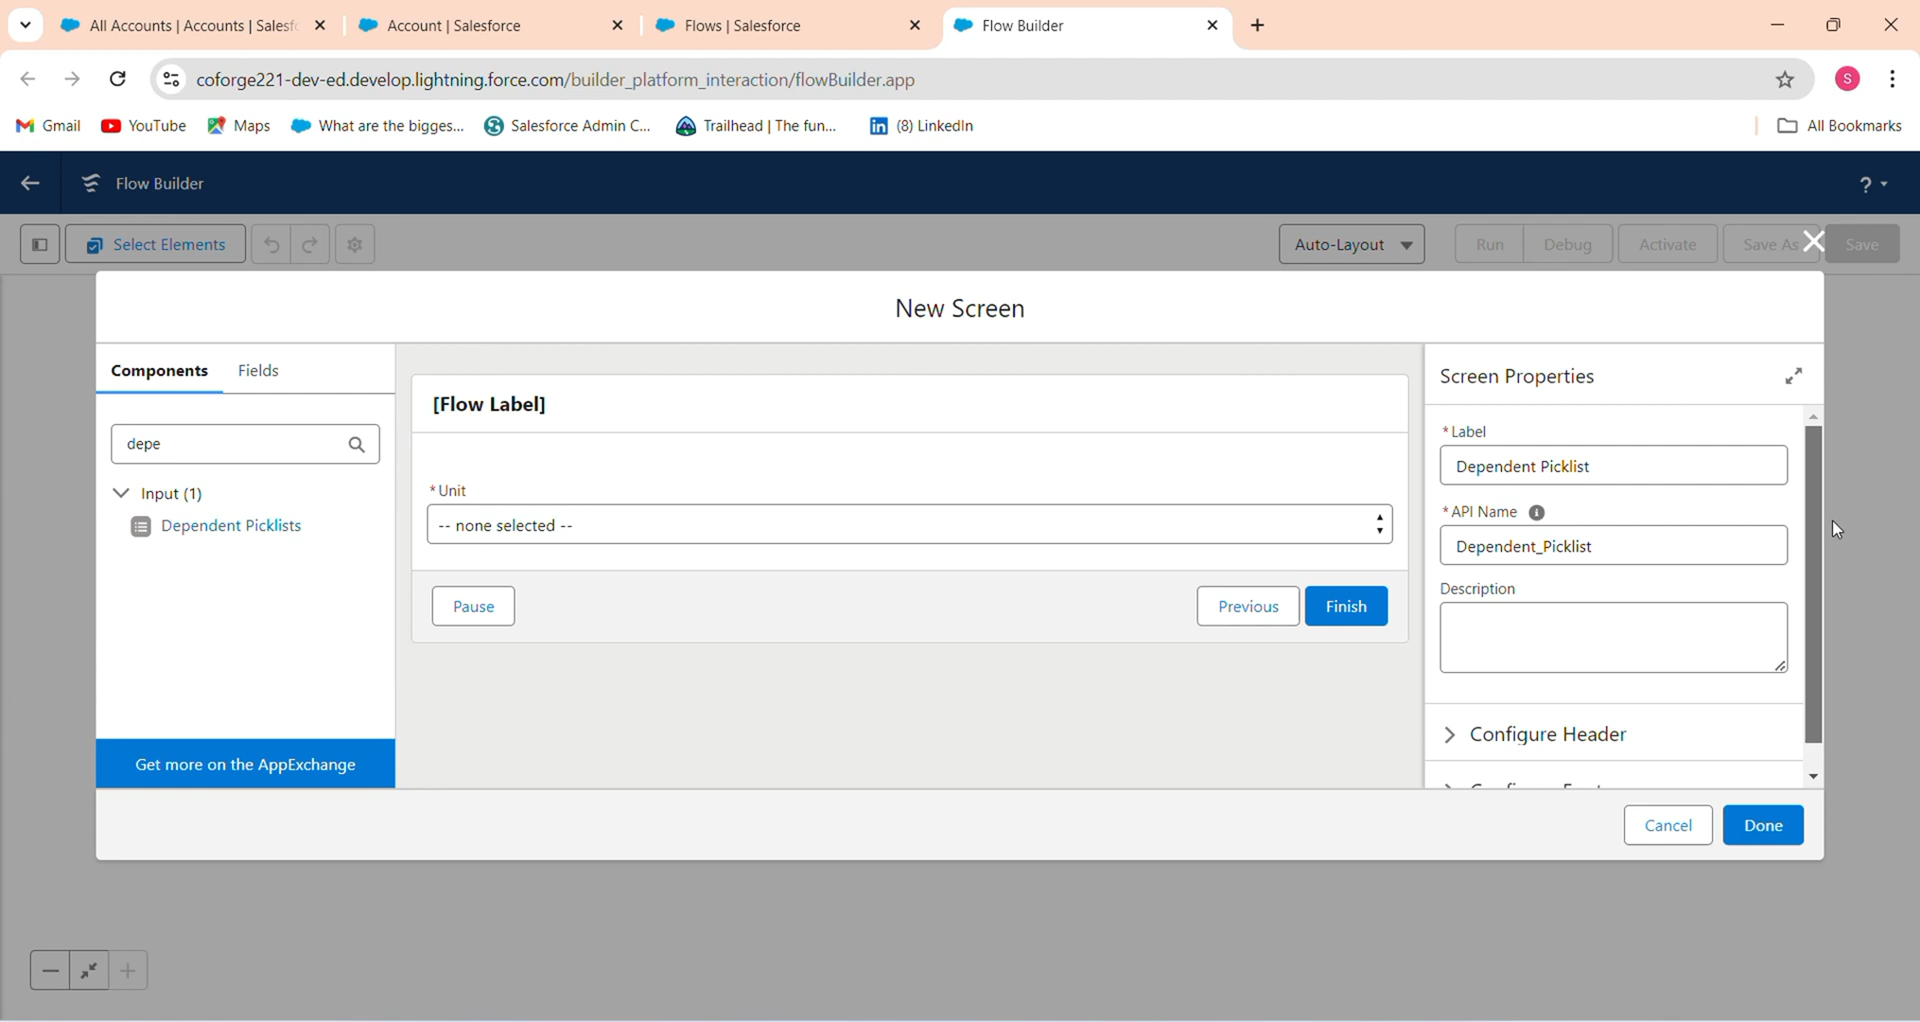 All Accounts | Accounts | Salesf
Account | Salesforce
Flows | Salesforce
Flow Builder
coforge221-dev-ed.develop.lightning.force.com/builder_platform_interaction/flowBuilder.app
S
Gmail
YouTube
Maps
What are the bigges...
Salesforce Admin C...
Trailhead | The fun...
(8) LinkedIn
All Bookmarks
Flow Builder
?
Select Elements
Auto-Layout
Run
Debug
Activate
Save As
Save
New Screen
Components
Fields
depe
Input (1)
Dependent Picklists
Get more on the AppExchange
[Flow Label]
* Unit
-- none selected --
Pause
Previous
Finish
Screen Properties
* Label
Dependent Picklist
* API Name
Dependent_Picklist
Description
Configure Header
Cancel
Done